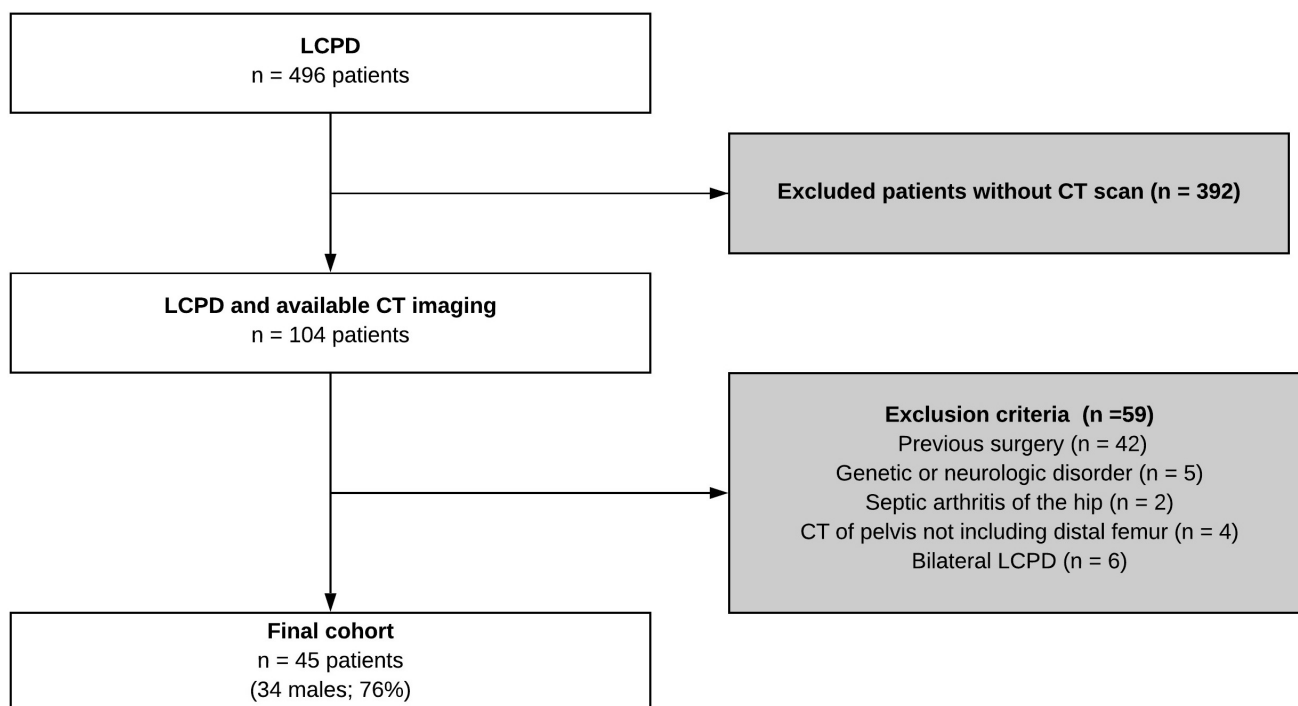 LCPD
n = 496 patients
Excluded patients without CT scan (n = 392)
LCPD and available CT imaging
n = 104 patients
Exclusion criteria  (n =59)
Previous surgery (n = 42)
Genetic or neurologic disorder (n = 5)
Septic arthritis of the hip (n = 2)
CT of pelvis not including distal femur (n = 4)
Bilateral LCPD (n = 6)
Final cohort
n = 45 patients
(34 males; 76%)